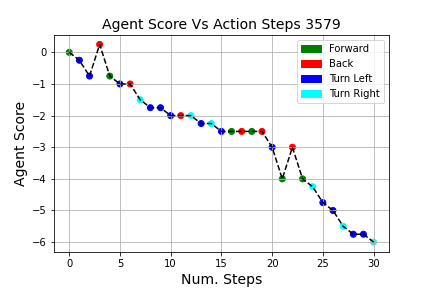 Agent Score Vs Action Steps 3579
Forward
Back
Turn Left
Turn Right
Agent Score
0
−1
−2
−3
−4
−5
−6
0 5 10 15 20 25 30
Num. Steps